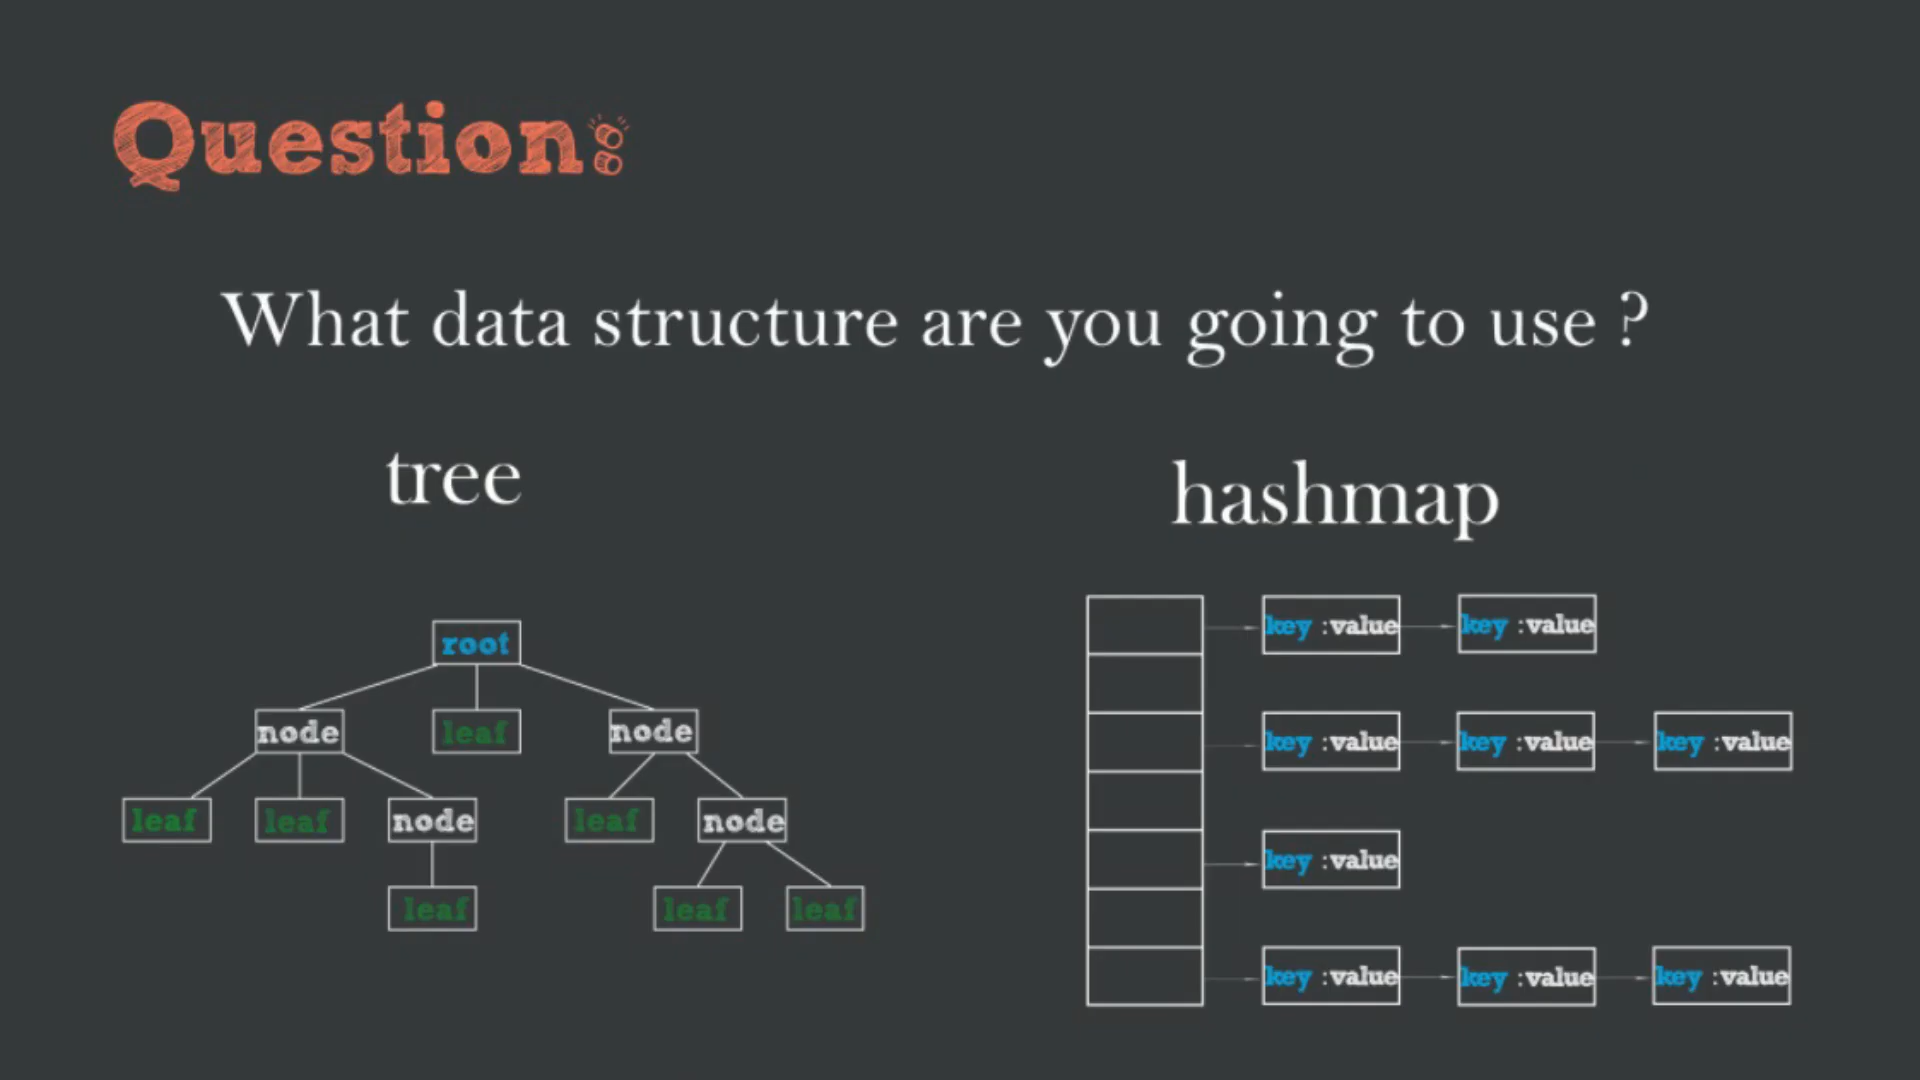 Question:
What data structure are you going to use ?
tree
hashmap
root
node leaf node
leaf leaf node leaf node
leaf leaf leaf
key :value key :value
key :value key :value key :value
key :value
key :value key :value key :value